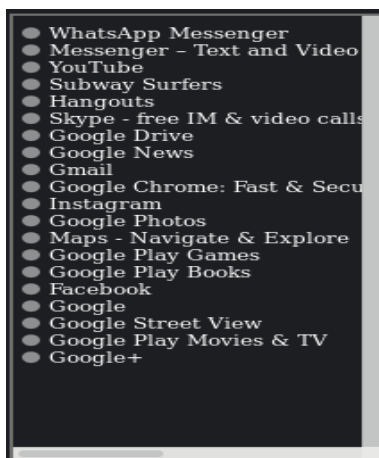 WhatsApp Messenger
Messenger – Text and Video
YouTube
Subway Surfers
Hangouts
Skype - free IM & video calls
Google Drive
Google News
Gmail
Google Chrome: Fast & Secu
Instagram
Google Photos
Maps - Navigate & Explore
Google Play Games
Google Play Books
Facebook
Google
Google Street View
Google Play Movies & TV
Google+